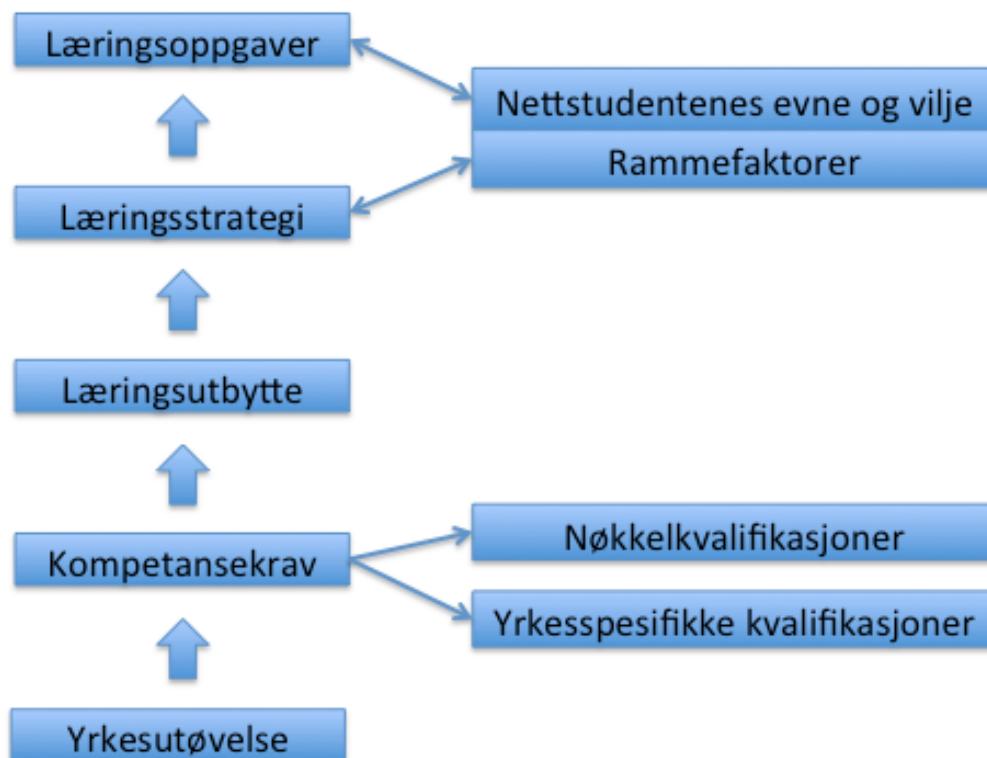 Læringsoppgaver
Nettstudentenes evne og vilje
Rammefaktorer
Læringsstrategi
Læringsutbytte
Nøkkelkvalifikasjoner
Kompetansekrav
Yrkesspesifikke kvalifikasjoner
Yrkesutøvelse